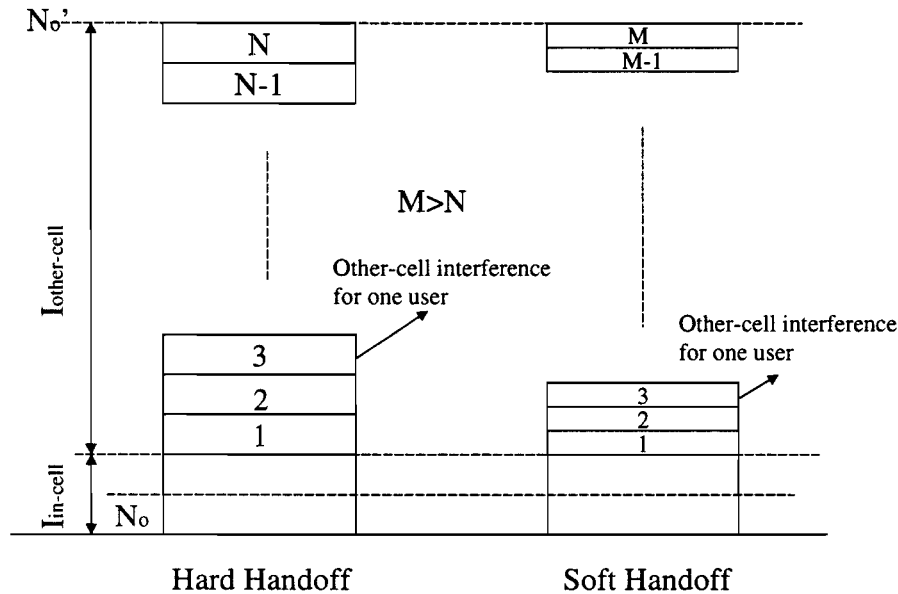 No'
N
N-1
M
M-1
M>N
Iother-cell
Other-cell interference
for one user
3
2
1
Other-cell interference
for one user
3
2
1
Iin-cell
No
Hard Handoff
Soft Handoff